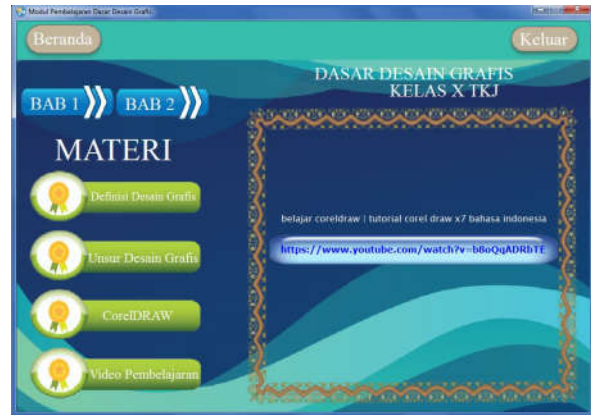 Modul Pembelajaran Dasar Desain Grafis
Beranda
Keluar
DASAR DESAIN GRAFIS
KELAS X TKJ
BAB 1
BAB 2
MATERI
Definisi Desain Grafis
Unsur Desain Grafis
CorelDRAW
Video Pembelajaran
belajar coreldraw | tutorial corel draw x7 bahasa indonesia
https://www.youtube.com/watch?v=b8oQqADRbTE